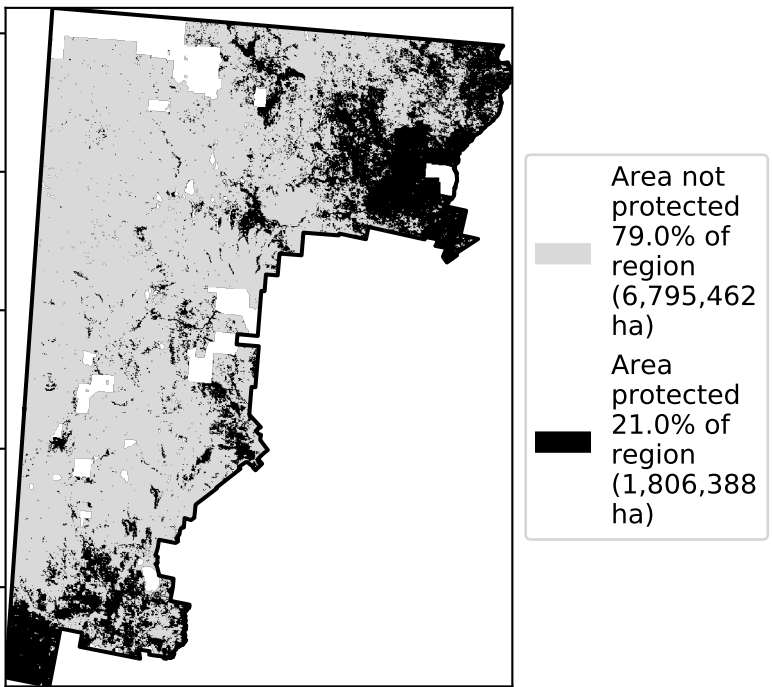 Area not
protected
79.0% of
region
(6,795,462
ha)
Area
protected
21.0% of
region
(1,806,388
ha)